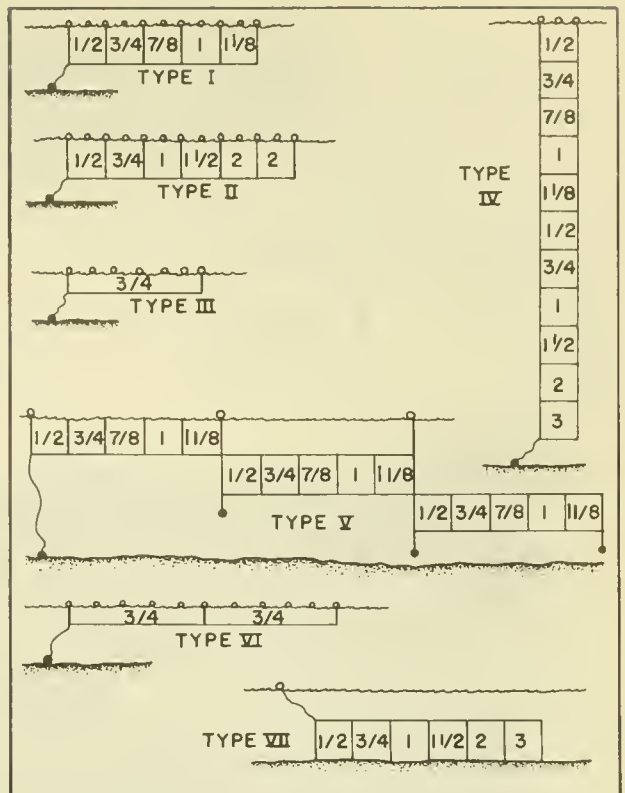 1/2 3/4 7/8 1 1 1/8
TYPE I
1/2 3/4 1 1 1/2 2 2
TYPE II
3/4
TYPE III
1/2
3/4
7/8
1
1 1/8
1/2
3/4
1
1 1/2
2
3
TYPE
IV
1/2 3/4 7/8 1 1 1/8
1/2 3/4 7/8 1 1 1/8
1/2 3/4 7/8 1 1 1/8
TYPE V
3/4 3/4
TYPE VI
TYPE VII
1/2 3/4 1 1 1/2 2 3